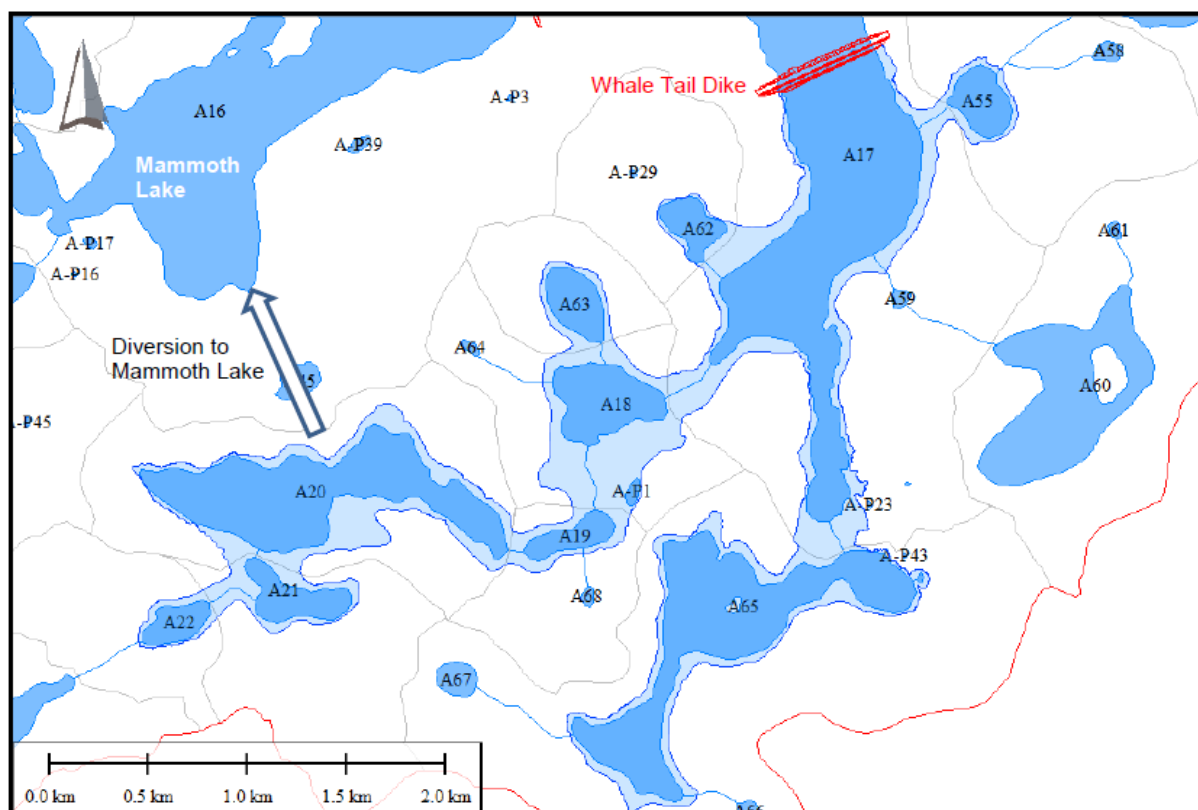 A58
Whale Tail Dike
A55
A-P3
A16
A-P39
A17
Mammoth
Lake
A-P29
A62
A61
A-P17
A-P16
A59
A63
A64
Diversion to
Mammoth Lake
A60
A18
A-P45
A20
A-P1
A-P23
A19
A-P43
A21
A68
A65
A22
A67
0.0 km
0.5 km
1.0 km
1.5 km
2.0 km